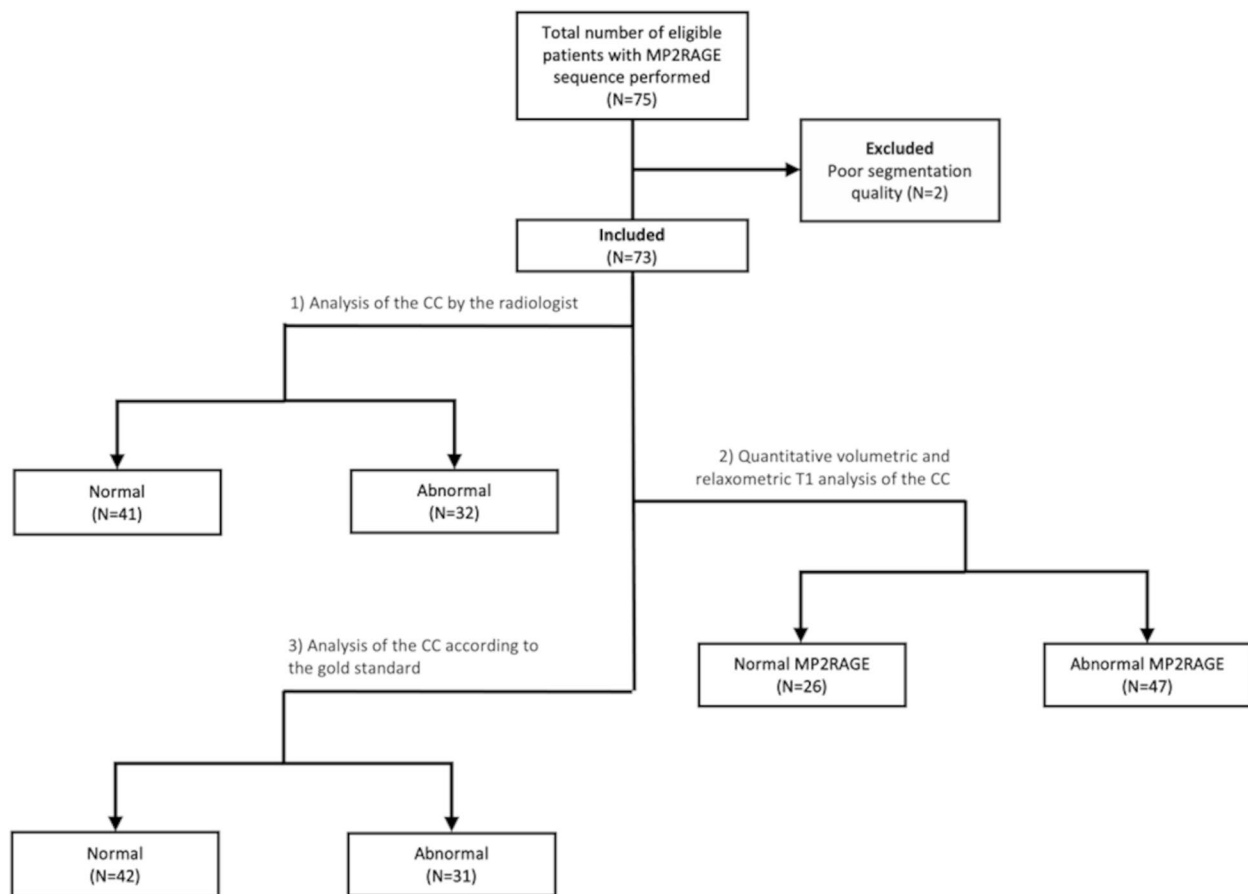 Total number of eligible
patients with MP2RAGE
sequence performed
(N=75)
Excluded
Poor segmentation
quality (N=2)
Included
(N=73)
1) Analysis of the CC by the radiologist
Normal
(N=41)
Abnormal
(N=32)
2) Quantitative volumetric and
relaxometric T1 analysis of the CC
Normal MP2RAGE
(N=26)
Abnormal MP2RAGE
(N=47)
3) Analysis of the CC according to
the gold standard
Normal
(N=42)
Abnormal
(N=31)